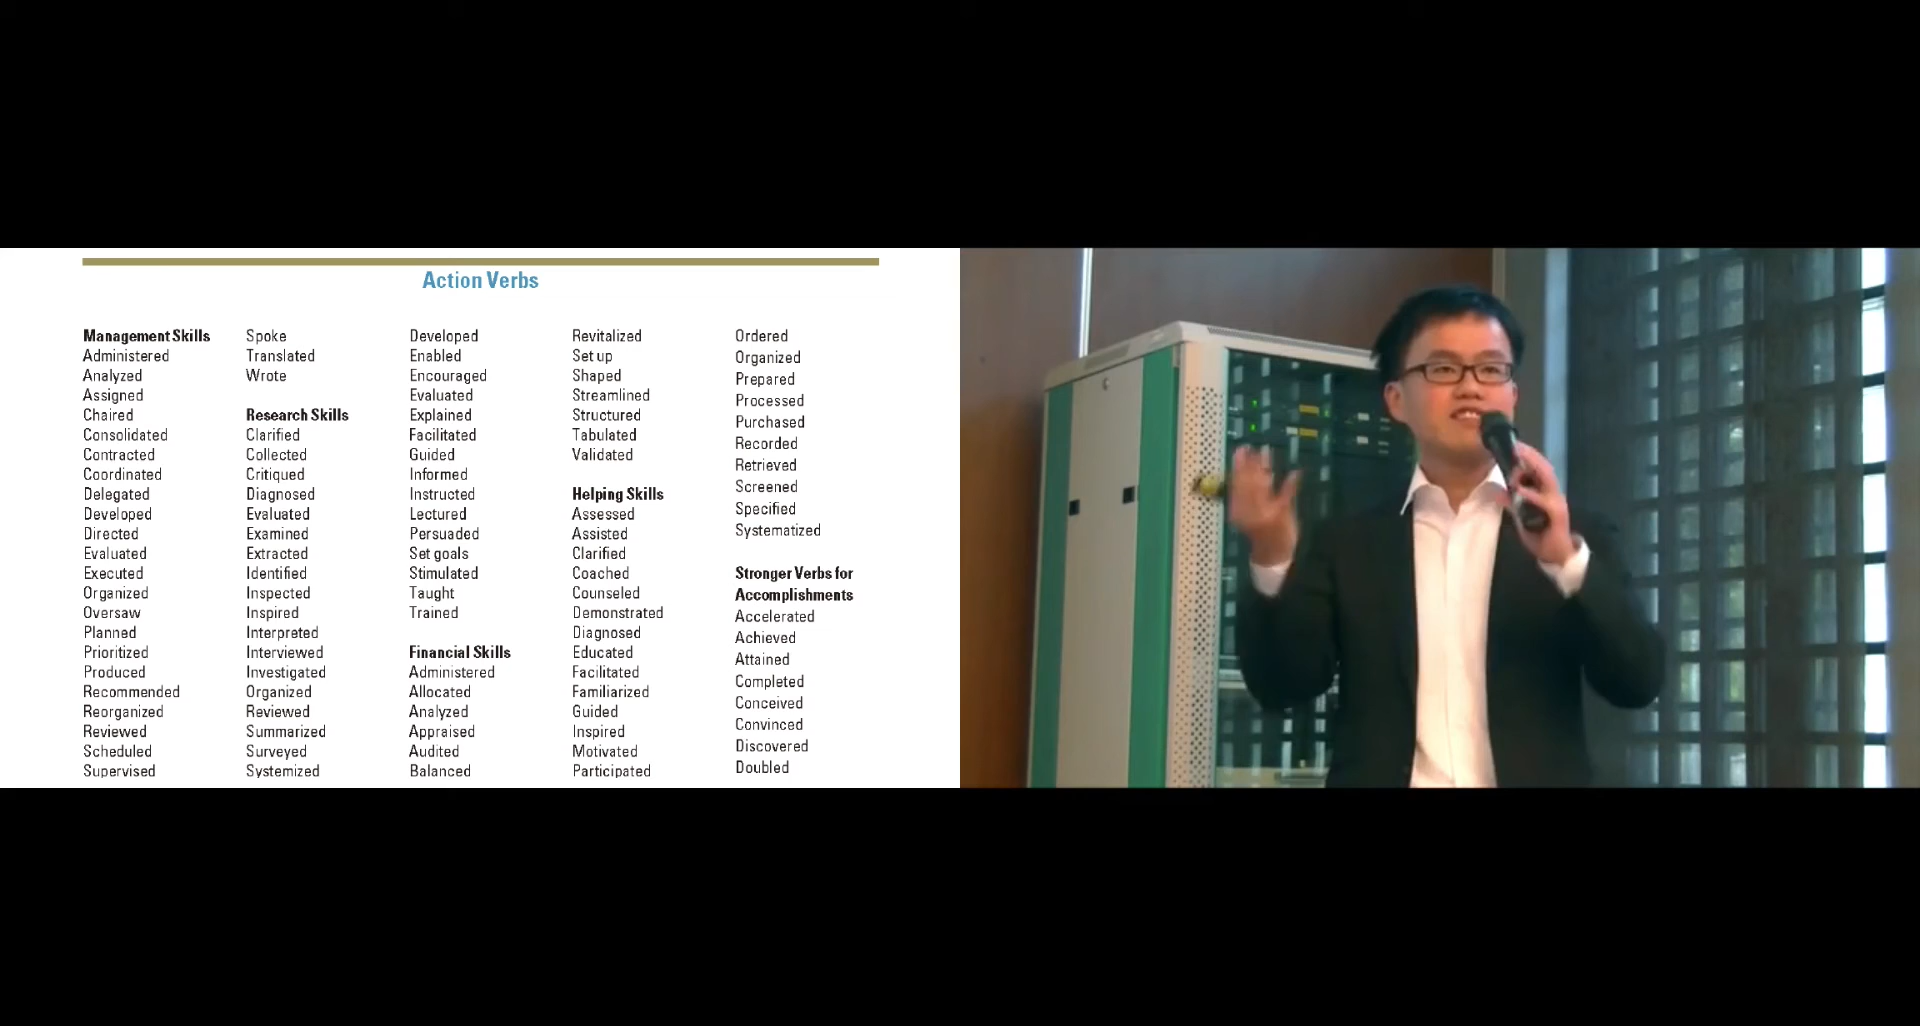 Action Verbs
Management Skills
Administered
Analyzed
Assigned
Chaired
Consolidated
Contracted
Coordinated
Delegated
Developed
Directed
Evaluated
Executed
Organized
Oversaw
Planned
Prioritized
Produced
Recommended
Reorganized
Reviewed
Scheduled
Supervised
Spoke
Translated
Wrote
Research Skills
Clarified
Collected
Critiqued
Diagnosed
Evaluated
Examined
Extracted
Identified
Inspected
Inspired
Interpreted
Interviewed
Investigated
Organized
Reviewed
Summarized
Surveyed
Systemized
Developed
Enabled
Encouraged
Evaluated
Explained
Facilitated
Guided
Informed
Instructed
Lectured
Persuaded
Set goals
Stimulated
Taught
Trained
Financial Skills
Administered
Allocated
Analyzed
Appraised
Audited
Balanced
Revitalized
Set up
Shaped
Streamlined
Structured
Tabulated
Validated
Helping Skills
Assessed
Assisted
Clarified
Coached
Counseled
Demonstrated
Diagnosed
Educated
Facilitated
Familiarized
Guided
Inspired
Motivated
Participated
Ordered
Organized
Prepared
Processed
Purchased
Recorded
Retrieved
Screened
Specified
Systematized
Stronger Verbs for
Accomplishments
Accelerated
Achieved
Attained
Completed
Conceived
Convinced
Discovered
Doubled